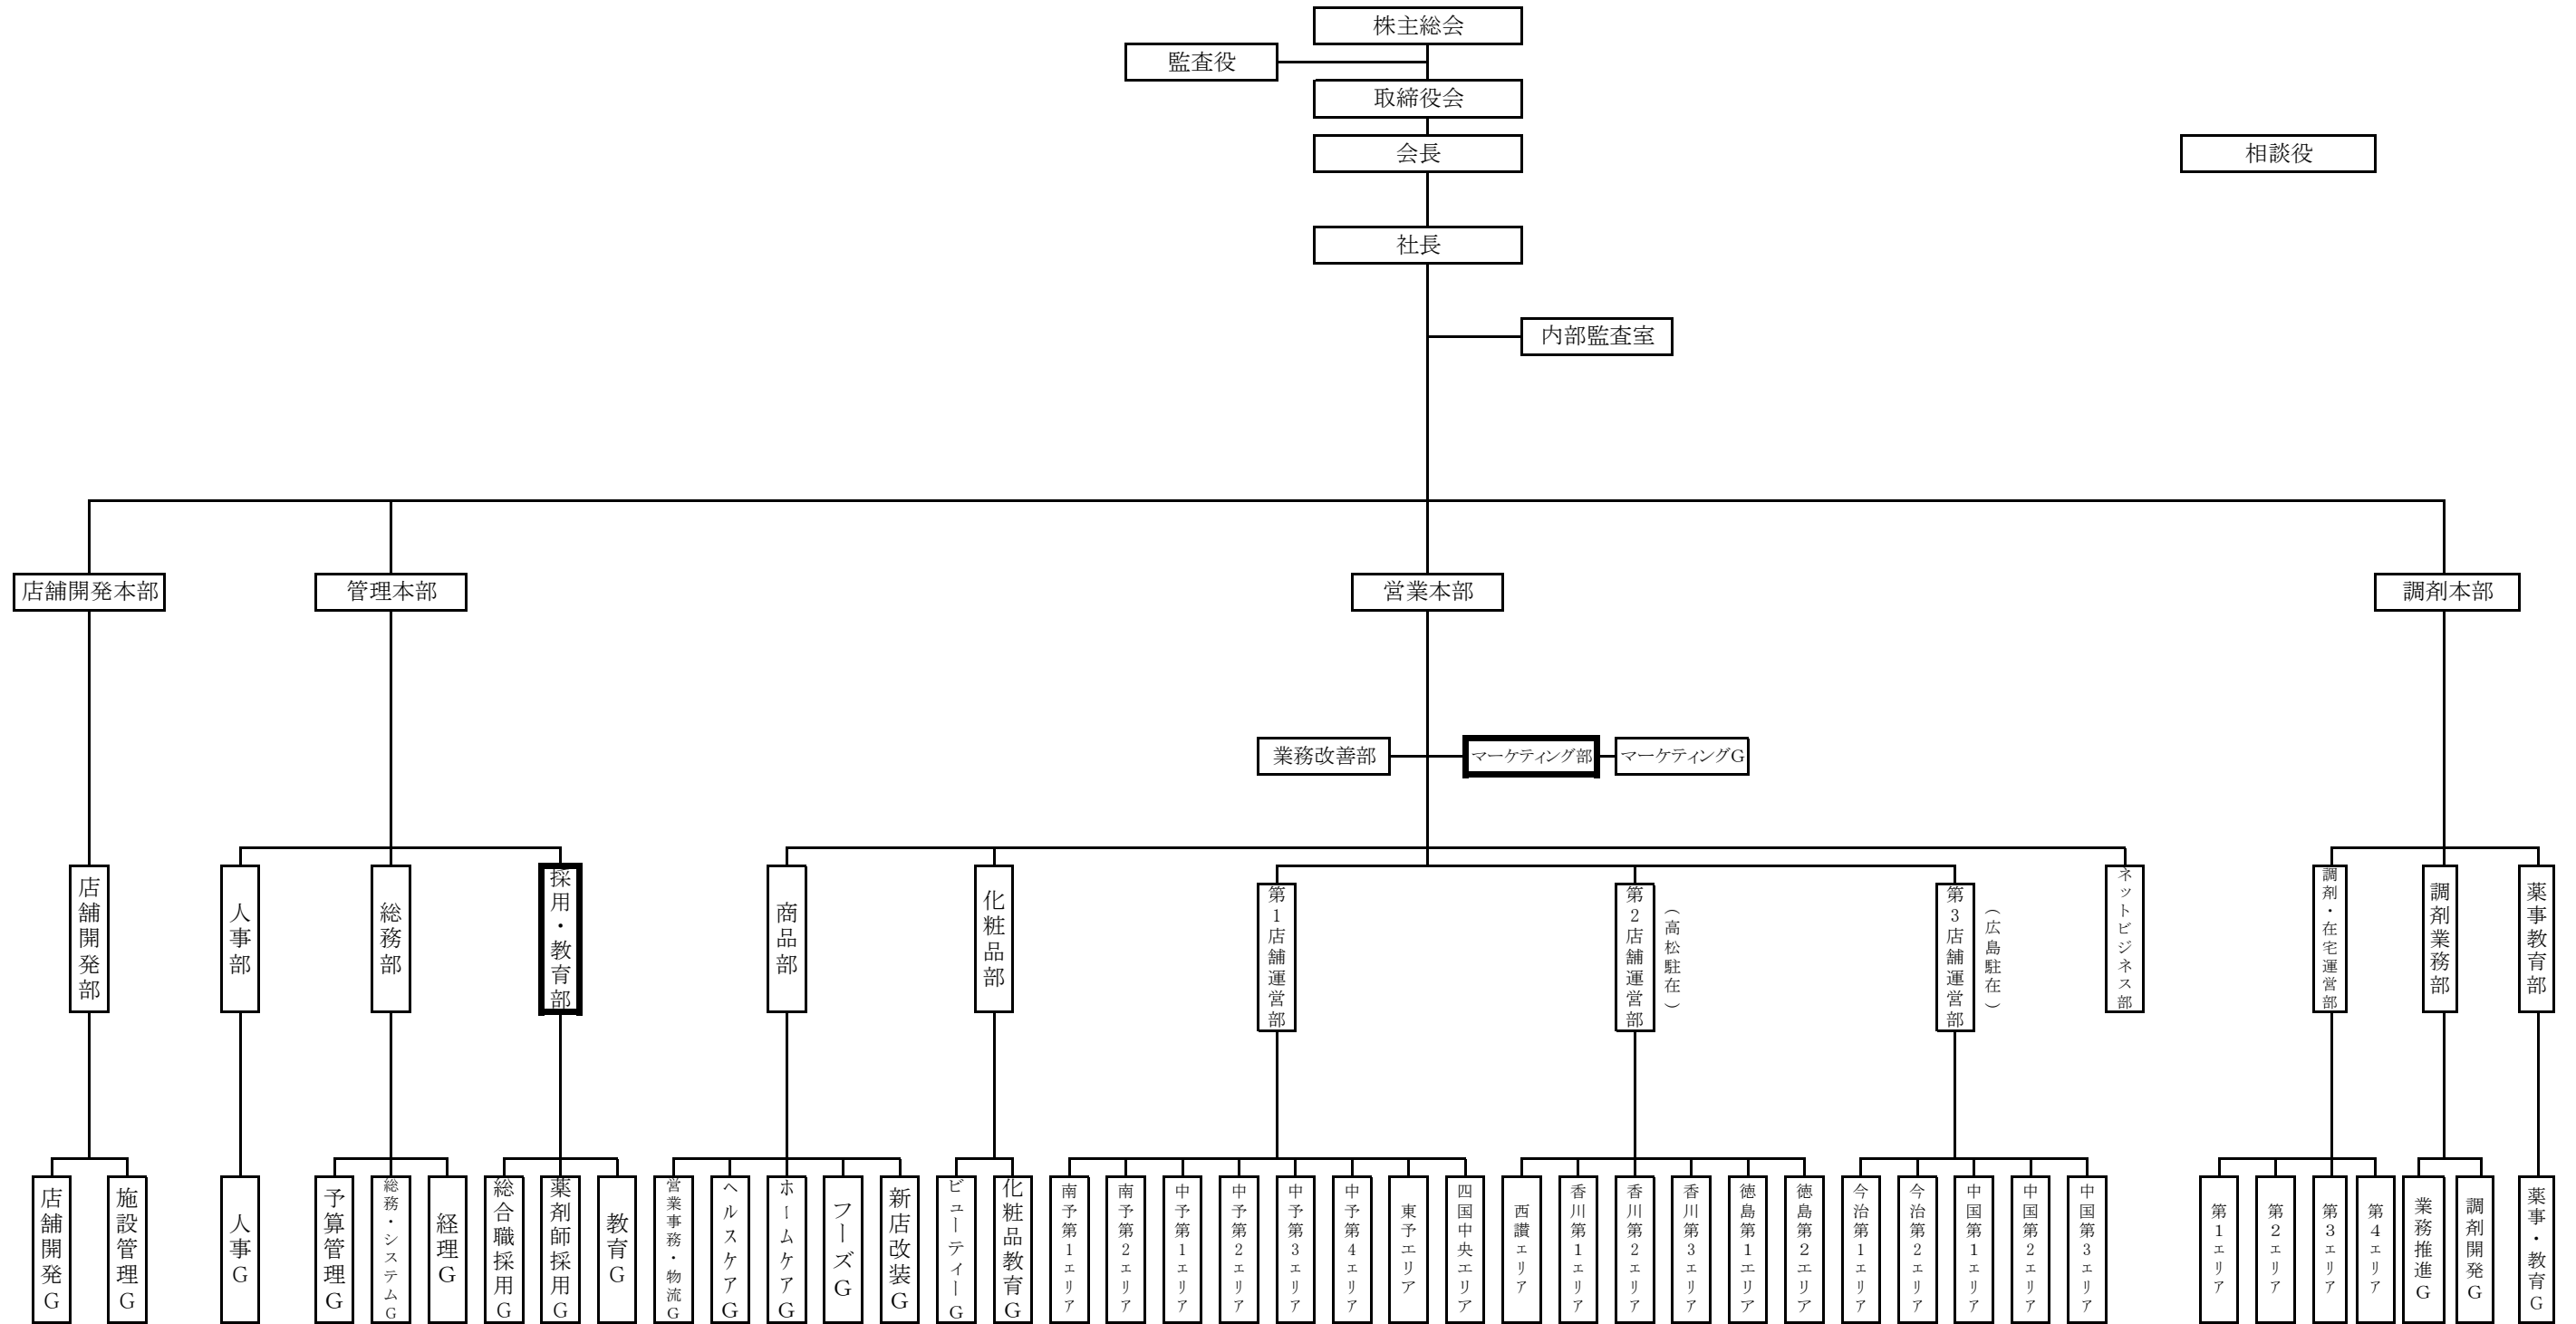 株主総会
監査役
取締役会
会長
相談役
社長
内部監査室
店舗開発本部
管理本部
営業本部
調剤本部
業務改善部
マーケティング部
マーケティングG
店舗開発部
人事部
総務部
採用・教育部
商品部
化粧品部
第1店舗運営部
第2店舗運営部
（高松駐在）
第3店舗運営部
（広島駐在）
ネットビジネス部
調剤・在宅運営部
調剤業務部
薬事教育部
店舗開発G
施設管理G
人事G
予算管理G
総務・システムG
経理G
総合職採用G
薬剤師採用G
教育G
営業事務・物流G
ヘルスケアG
ホームケアG
フーズG
新店改装G
ビューティーG
化粧品教育G
南予第1エリア
南予第2エリア
中予第1エリア
中予第2エリア
中予第3エリア
中予第4エリア
東予エリア
四国中央エリア
西讃エリア
香川第1エリア
香川第2エリア
香川第3エリア
徳島第1エリア
徳島第2エリア
今治第1エリア
今治第2エリア
中国第1エリア
中国第2エリア
中国第3エリア
第1エリア
第2エリア
第3エリア
第4エリア
業務推進G
調剤開発G
薬事・教育G